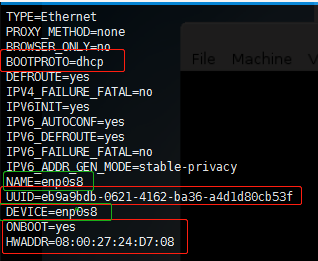 TYPE=Ethernet
PROXY_METHOD=none
BROWSER_ONLY=no
BOOTPROTO=dhcp
File Machine V
DEFROUTE=yes
IPV4_FAILURE_FATAL=no
IPV6INIT=yes
IPV6_AUTOCONF=yes
IPV6_DEFROUTE=yes
IPV6_FAILURE_FATAL=no
IPV6_ADDR_GEN_MODE=stable-privacy
NAME=enp0s8
UUID=eb9a9bdb-0621-4162-ba36-a4d1d80cb53f
DEVICE=enp0s8
ONBOOT=yes
HWADDR=08:00:27:24:D7:08